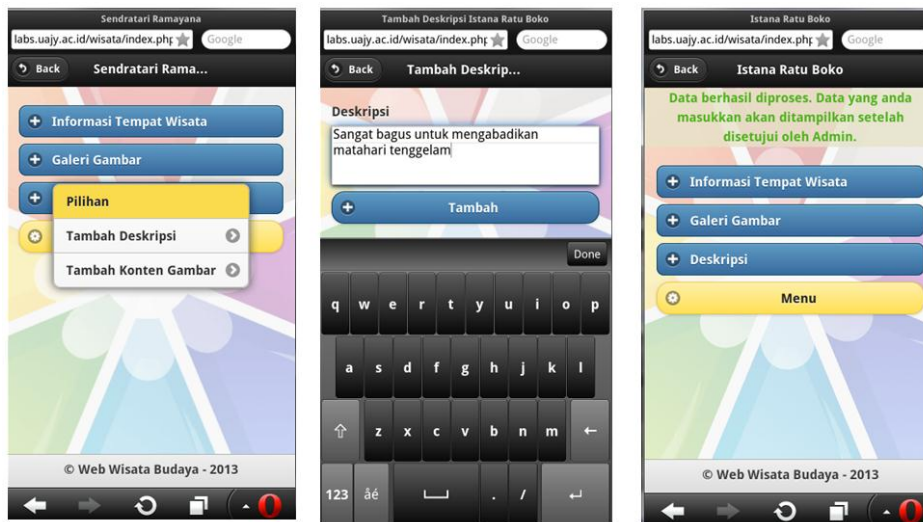 Sendratari Ramayana
labs.uajy.ac.id/wisata/index.php
Google
Back
Sendratari Rama...
Informasi Tempat Wisata
Galeri Gambar
Pilihan
Tambah Deskripsi
Tambah Konten Gambar
© Web Wisata Budaya - 2013
Tambah Deskripsi Istana Ratu Boko
labs.uajy.ac.id/wisata/index.php
Google
Back
Tambah Deskrip...
Deskripsi
Sangat bagus untuk mengabadikan
matahari tenggelam
Tambah
Done
q w e r t y u i o p
a s d f g h j k l
z x c v b n m
123 åé . /
Istana Ratu Boko
labs.uajy.ac.id/wisata/index.php
Google
Back
Istana Ratu Boko
Data berhasil diproses. Data yang anda
masukkan akan ditampilkan setelah
disetujui oleh Admin.
Informasi Tempat Wisata
Galeri Gambar
Deskripsi
Menu
© Web Wisata Budaya - 2013